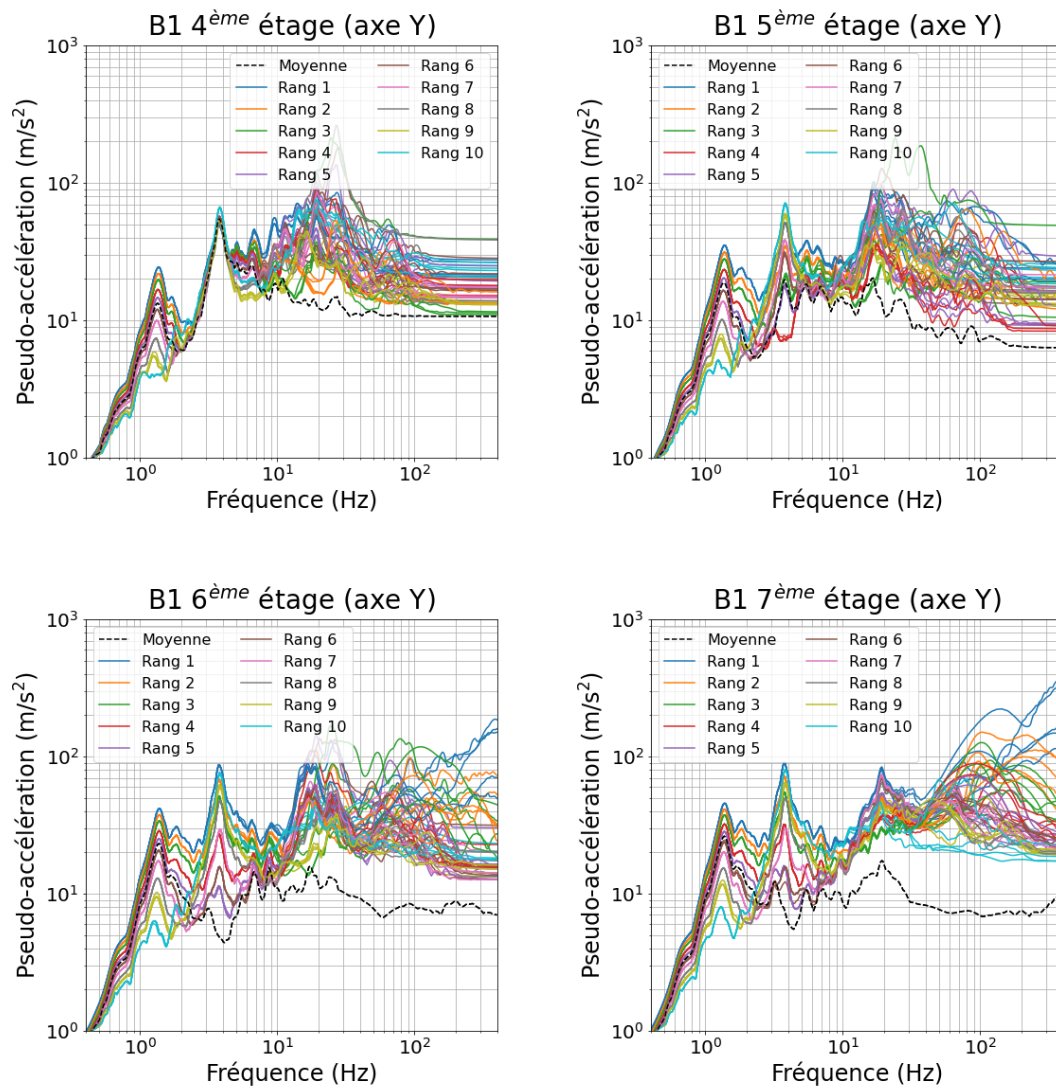 B1 4ème étage (axe Y)
Pseudo-accélération (m/s²)
10³
10²
10¹
10⁰
Moyenne
Rang 1
Rang 2
Rang 3
Rang 4
Rang 5
Rang 6
Rang 7
Rang 8
Rang 9
Rang 10
10⁰ 10¹ 10²
Fréquence (Hz)
B1 5ème étage (axe Y)
Pseudo-accélération (m/s²)
10³
10²
10¹
10⁰
Moyenne
Rang 1
Rang 2
Rang 3
Rang 4
Rang 5
Rang 6
Rang 7
Rang 8
Rang 9
Rang 10
10⁰ 10¹ 10²
Fréquence (Hz)
B1 6ème étage (axe Y)
Pseudo-accélération (m/s²)
10³
10²
10¹
10⁰
Moyenne
Rang 1
Rang 2
Rang 3
Rang 4
Rang 5
Rang 6
Rang 7
Rang 8
Rang 9
Rang 10
10⁰ 10¹ 10²
Fréquence (Hz)
B1 7ème étage (axe Y)
Pseudo-accélération (m/s²)
10³
10²
10¹
10⁰
Moyenne
Rang 1
Rang 2
Rang 3
Rang 4
Rang 5
Rang 6
Rang 7
Rang 8
Rang 9
Rang 10
10⁰ 10¹ 10²
Fréquence (Hz)